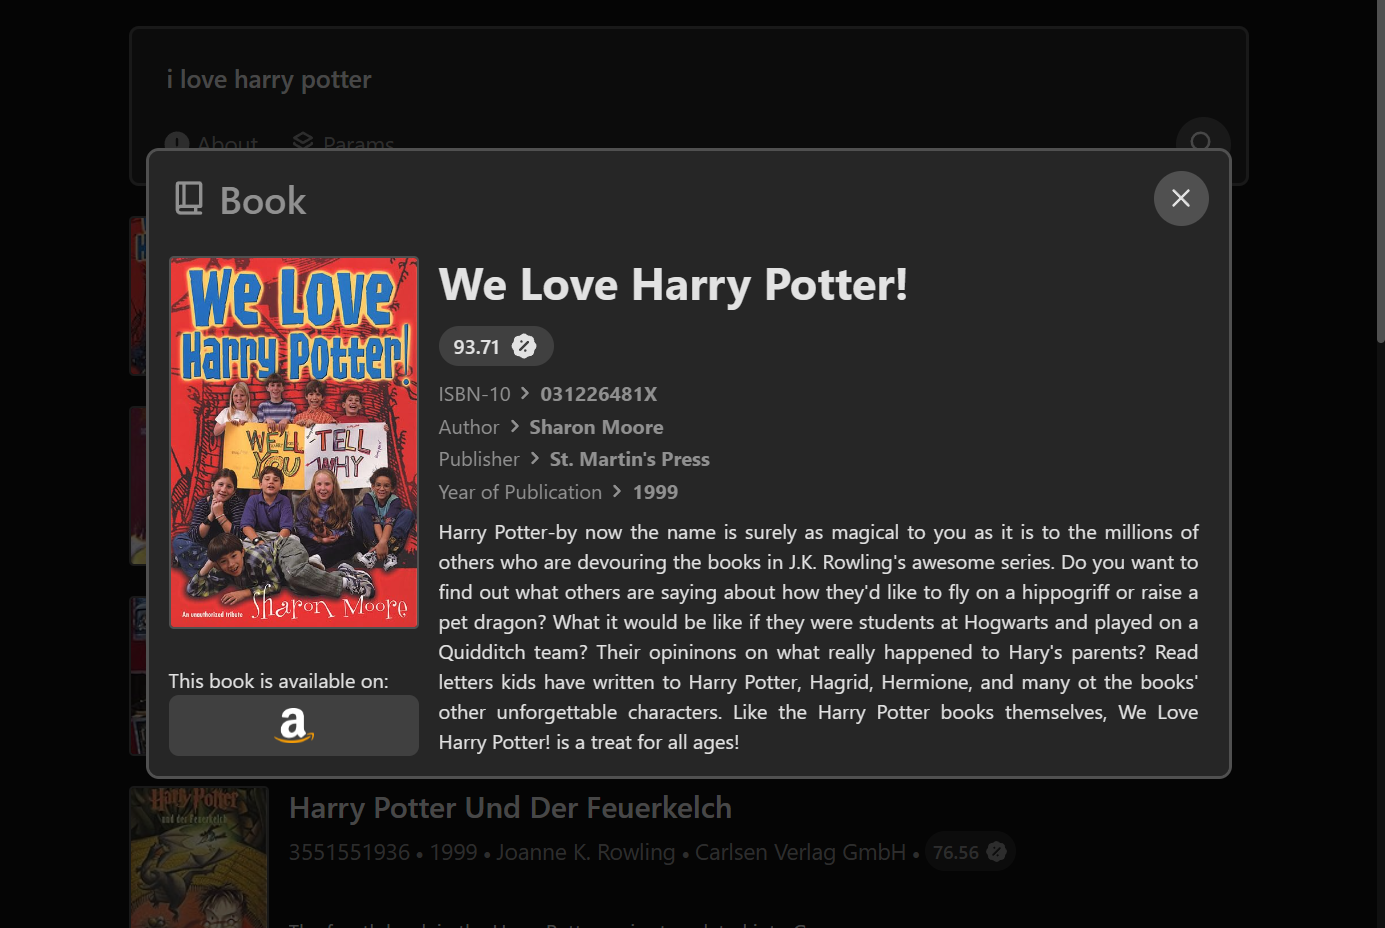 i love harry potter
About
Params
Book
We Love
Harry Potter!
WE'LL
YOU
TELL
WHY
An unauthorized tribute
Sharon Moore
This book is available on:
a
We Love Harry Potter!
93.71
ISBN-10 > 031226481X
Author > Sharon Moore
Publisher > St. Martin's Press
Year of Publication > 1999
Harry Potter-by now the name is surely as magical to you as it is to the millions of
others who are devouring the books in J.K. Rowling's awesome series. Do you want to
find out what others are saying about how they'd like to fly on a hippogriff or raise a
pet dragon? What it would be like if they were students at Hogwarts and played on a
Quidditch team? Their opininons on what really happened to Hary's parents? Read
letters kids have written to Harry Potter, Hagrid, Hermione, and many ot the books'
other unforgettable characters. Like the Harry Potter books themselves, We Love
Harry Potter! is a treat for all ages!
Harry Potter
und der Feuerkelch
Harry Potter Und Der Feuerkelch
3551551936 • 1999 • Joanne K. Rowling • Carlsen Verlag GmbH • 76.56